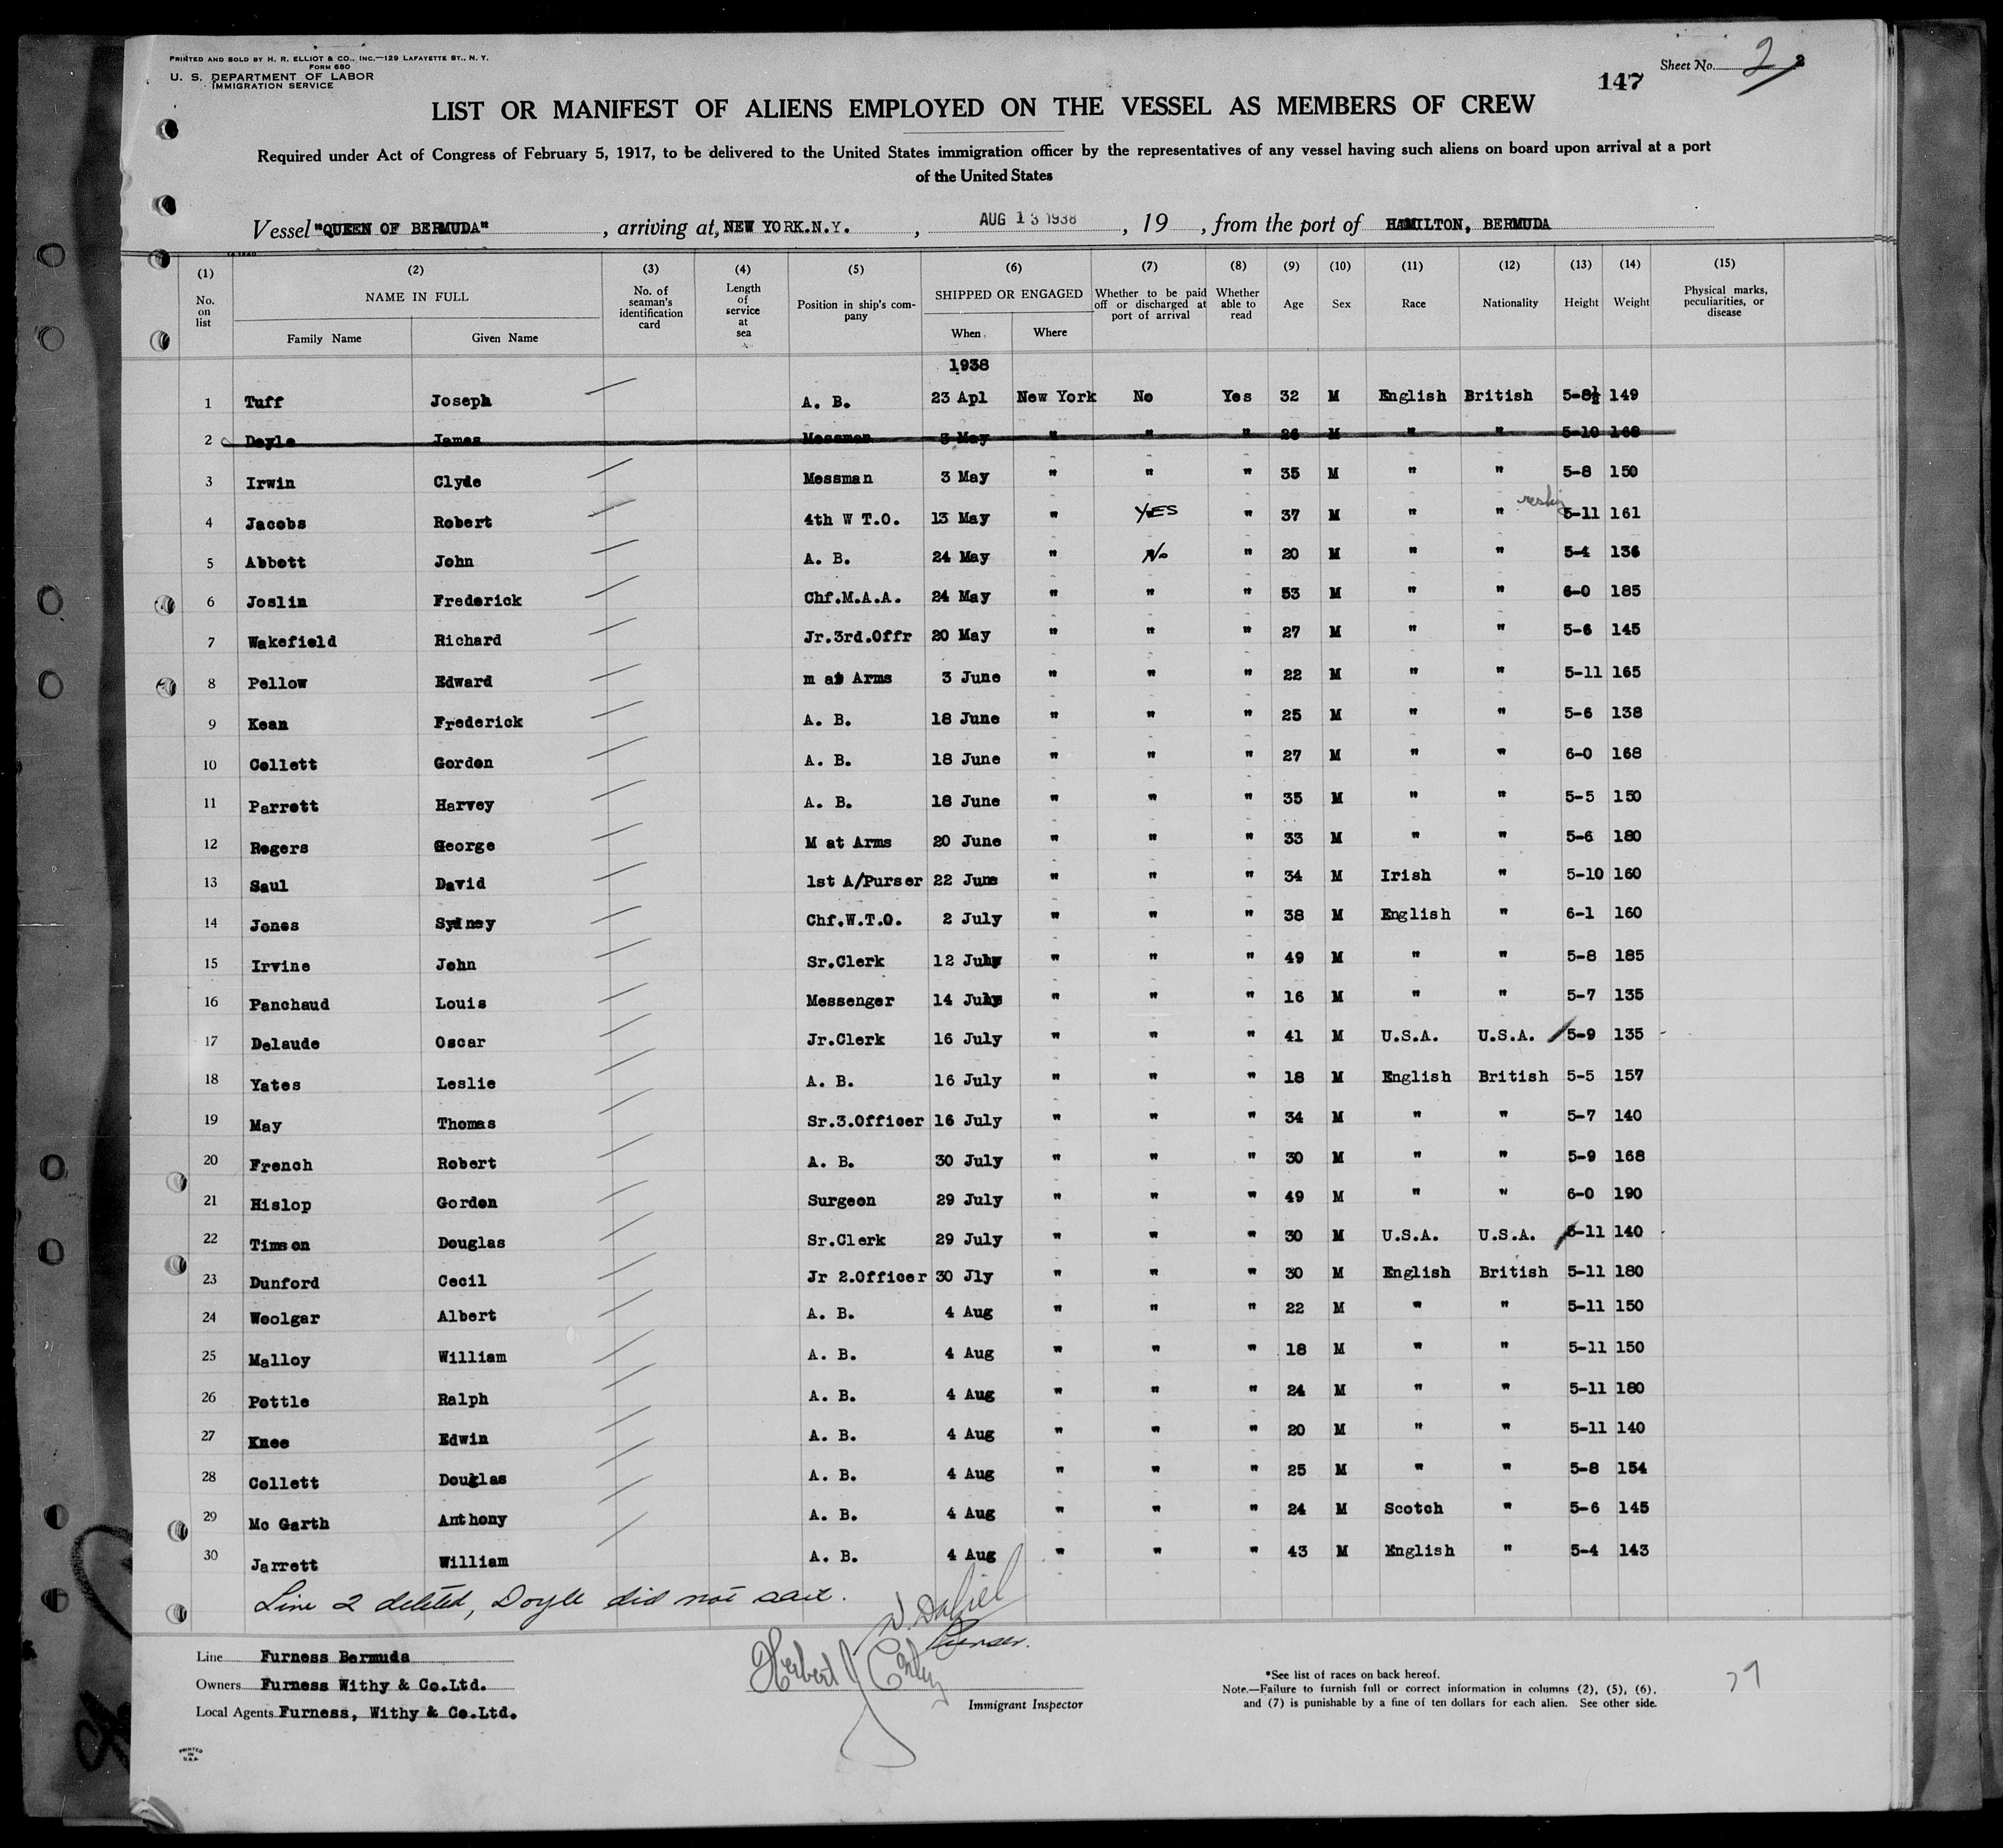 PRINTED AND SOLD BY H. R. ELLIOT & CO., INC.—129 LAFAYETTE ST., N. Y.
FORM 680
U. S. DEPARTMENT OF LABOR
IMMIGRATION SERVICE
147
Sheet No. 2
LIST OR MANIFEST OF ALIENS EMPLOYED ON THE VESSEL AS MEMBERS OF CREW
Required under Act of Congress of February 5, 1917, to be delivered to the United States immigration officer by the representatives of any vessel having such aliens on board upon arrival at a port
of the United States
Vessel "QUEEN OF BERMUDA", arriving at, NEW YORK.N.Y., AUG 13 1938, 19 , from the port of HAMILTON, BERMUDA
(1) (2) (3) (4) (5) (6) (7) (8) (9) (10) (11) (12) (13) (14) (15)
No. on list NAME IN FULL No. of seaman's identification card Length of service at sea Position in ship's company SHIPPED OR ENGAGED Whether to be paid off or discharged at port of arrival Whether able to read Age Sex Race Nationality Height Weight Physical marks, peculiarities, or disease
Family Name Given Name When Where
1938
1 Tuff Joseph A. B. 23 Apl New York No Yes 32 M English British 5-8½ 149
2 Doyle James Messman 3 May " " " 26 M " " 5-10 168
3 Irwin Clyde Messman 3 May " " " 35 M " " 5-8 150
4 Jacobs Robert 4th W T.O. 13 May " YES " 37 M " " 5-11 161
5 Abbott John A. B. 24 May " No " 20 M " " 5-4 136
6 Joslin Frederick Chf.M.A.A. 24 May " " " 53 M " " 6-0 185
7 Wakefield Richard Jr.3rd.Offr 20 May " " " 27 M " " 5-6 145
8 Pellow Edward m at Arms 3 June " " " 22 M " " 5-11 165
9 Kean Frederick A. B. 18 June " " " 25 M " " 5-6 138
10 Collett Gordon A. B. 18 June " " " 27 M " " 6-0 168
11 Parrett Harvey A. B. 18 June " " " 35 M " " 5-5 150
12 Rogers George M at Arms 20 June " " " 33 M " " 5-6 180
13 Saul David 1st A/Purser 22 June " " " 34 M Irish " 5-10 160
14 Jones Sydney Chf.W.T.O. 2 July " " " 38 M English " 6-1 160
15 Irvine John Sr.Clerk 12 July " " " 49 M " " 5-8 185
16 Panchaud Louis Messenger 14 July " " " 16 M " " 5-7 135
17 Delaude Oscar Jr.Clerk 16 July " " " 41 M U.S.A. U.S.A. 5-9 135
18 Yates Leslie A. B. 16 July " " " 18 M English British 5-5 157
19 May Thomas Sr.3.Officer 16 July " " " 34 M " " 5-7 140
20 French Robert A. B. 30 July " " " 30 M " " 5-9 168
21 Hislop Gordon Surgeon 29 July " " " 49 M " " 6-0 190
22 Timson Douglas Sr.Clerk 29 July " " " 30 M U.S.A. U.S.A. 5-11 140
23 Dunford Cecil Jr 2.Officer 30 Jly " " " 30 M English British 5-11 180
24 Woolgar Albert A. B. 4 Aug " " " 22 M " " 5-11 150
25 Malloy William A. B. 4 Aug " " " 18 M " " 5-11 150
26 Pottle Ralph A. B. 4 Aug " " " 24 M " " 5-11 180
27 Knee Edwin A. B. 4 Aug " " " 20 M " " 5-11 140
28 Collett Douglas A. B. 4 Aug " " " 25 M " " 5-8 154
29 Mc Garth Anthony A. B. 4 Aug " " " 24 M Scotch " 5-6 145
30 Jarrett William A. B. 4 Aug " " " 43 M English " 5-4 143
Line 2 deleted, Doyle did not sail.
Purser.
Line Furness Bermuda
Owners Furness Withy & Co.Ltd.
Local Agents Furness, Withy & Co.Ltd.
Herbert J
Immigrant Inspector
*See list of races on back hereof.
Note.—Failure to furnish full or correct information in columns (2), (5), (6),
and (7) is punishable by a fine of ten dollars for each alien. See other side.
PRINTED
IN
U.S.A.